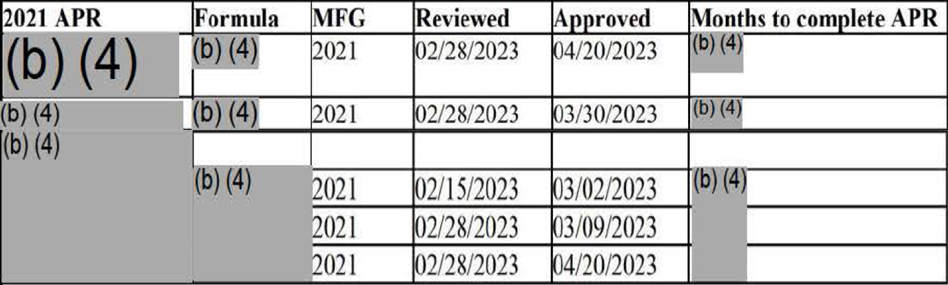 2021 APR Formula MFG Reviewed Approved Months to complete APR
(b) (4) (b) (4) 2021 02/28/2023 04/20/2023 (b) (4)
(b) (4) (b) (4) 2021 02/28/2023 03/30/2023 (b) (4)
(b) (4)
(b) (4) 2021 02/15/2023 03/02/2023 (b) (4)
2021 02/28/2023 03/09/2023
2021 02/28/2023 04/20/2023